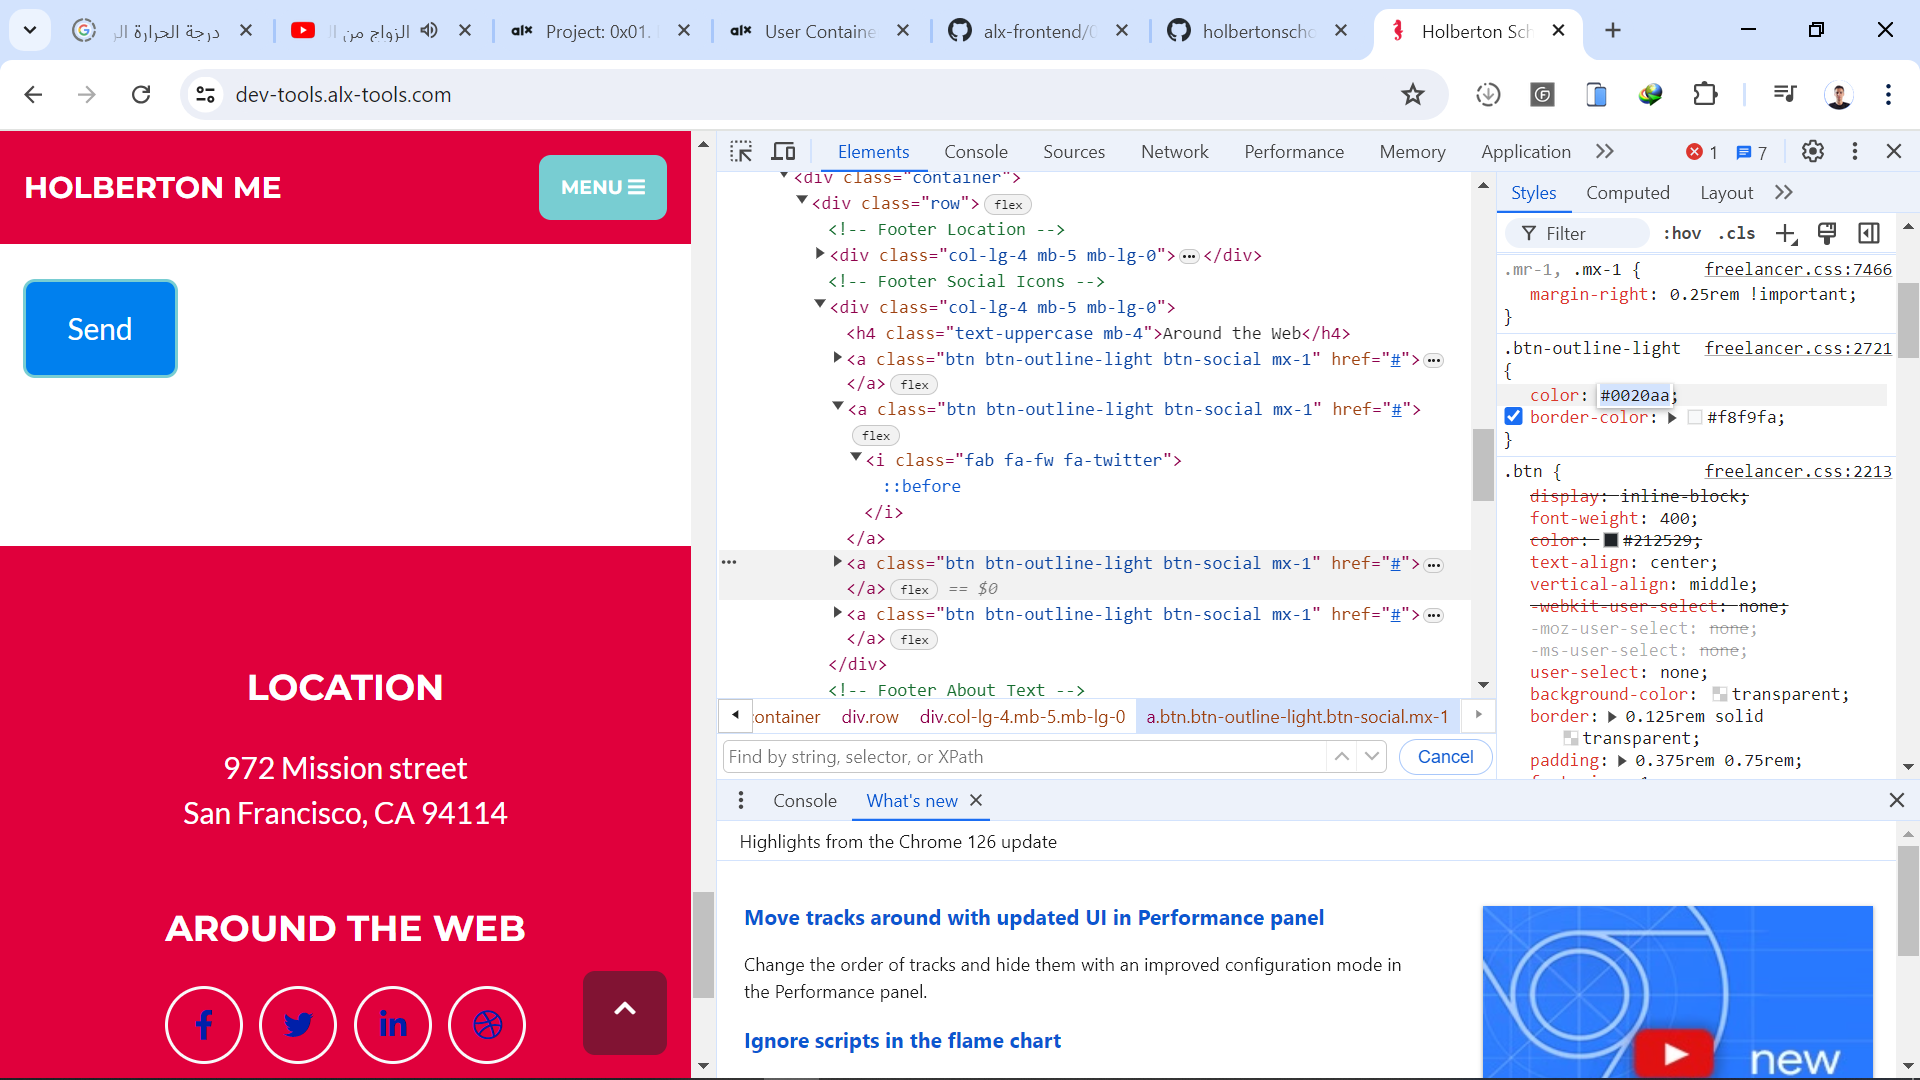 درجة الحرارة ال
الزواج من ا
Project: 0x01.
User Containe
alx-frontend/0
holbertonscho
Holberton Sch
dev-tools.alx-tools.com
HOLBERTON ME
MENU
Send
LOCATION
972 Mission street
San Francisco, CA 94114
AROUND THE WEB
Elements
Console
Sources
Network
Performance
Memory
Application
1
7
<div class="container">
<div class="row"> flex
<!-- Footer Location -->
<div class="col-lg-4 mb-5 mb-lg-0"> ••• </div>
<!-- Footer Social Icons -->
<div class="col-lg-4 mb-5 mb-lg-0">
<h4 class="text-uppercase mb-4">Around the Web</h4>
<a class="btn btn-outline-light btn-social mx-1" href="#"> •••
</a> flex
<a class="btn btn-outline-light btn-social mx-1" href="#">
flex
<i class="fab fa-fw fa-twitter">
::before
</i>
</a>
<a class="btn btn-outline-light btn-social mx-1" href="#"> •••
</a> flex == $0
<a class="btn btn-outline-light btn-social mx-1" href="#"> •••
</a> flex
</div>
<!-- Footer About Text -->
ontainer div.row div.col-lg-4.mb-5.mb-lg-0 a.btn.btn-outline-light.btn-social.mx-1
Find by string, selector, or XPath
Cancel
Styles
Computed
Layout
Filter
:hov
.cls
.mr-1, .mx-1 { freelancer.css:7466
margin-right: 0.25rem !important;
}
.btn-outline-light freelancer.css:2721
{
color: #0020aa;
border-color: #f8f9fa;
}
.btn { freelancer.css:2213
display: inline-block;
font-weight: 400;
color: #212529;
text-align: center;
vertical-align: middle;
-webkit-user-select: none;
-moz-user-select: none;
-ms-user-select: none;
user-select: none;
background-color: transparent;
border: 0.125rem solid
transparent;
padding: 0.375rem 0.75rem;
Console
What's new
Highlights from the Chrome 126 update
Move tracks around with updated UI in Performance panel
Change the order of tracks and hide them with an improved configuration mode in
the Performance panel.
Ignore scripts in the flame chart
new